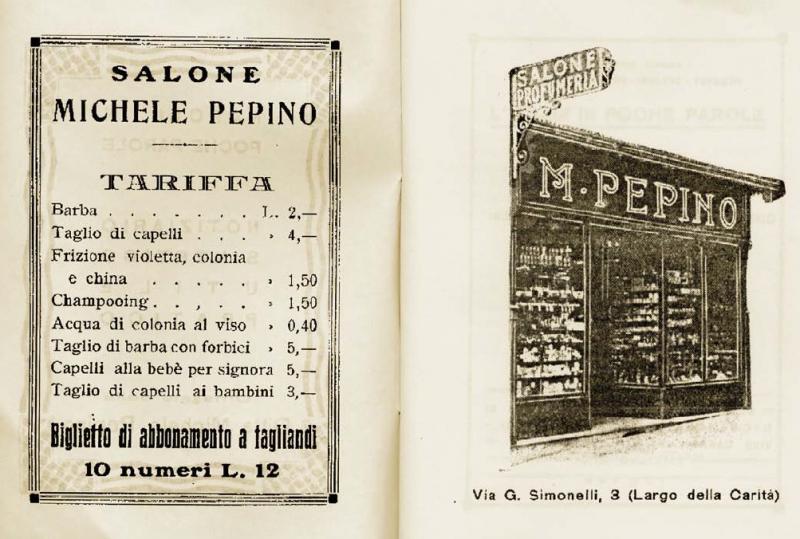 SALONE
MICHELE PEPINO
TARIFFA
Barba . . . . . . . L. 2,—
Taglio di capelli . . . » 4,—
Frizione violetta, colonia
e china . . . . . » 1,50
Champooing . . , . . » 1,50
Acqua di colonia al viso » 0,40
Taglio di barba con forbici » 5,—
Capelli alla bebè per signora 5,—
Taglio di capelli ai bambini 3,—
Biglietto di abbonamento a tagliandi
10 numeri L. 12
SALONE
PROFUMERIA
M. PEPINO
Via G. Simonelli, 3 (Largo della Carità)